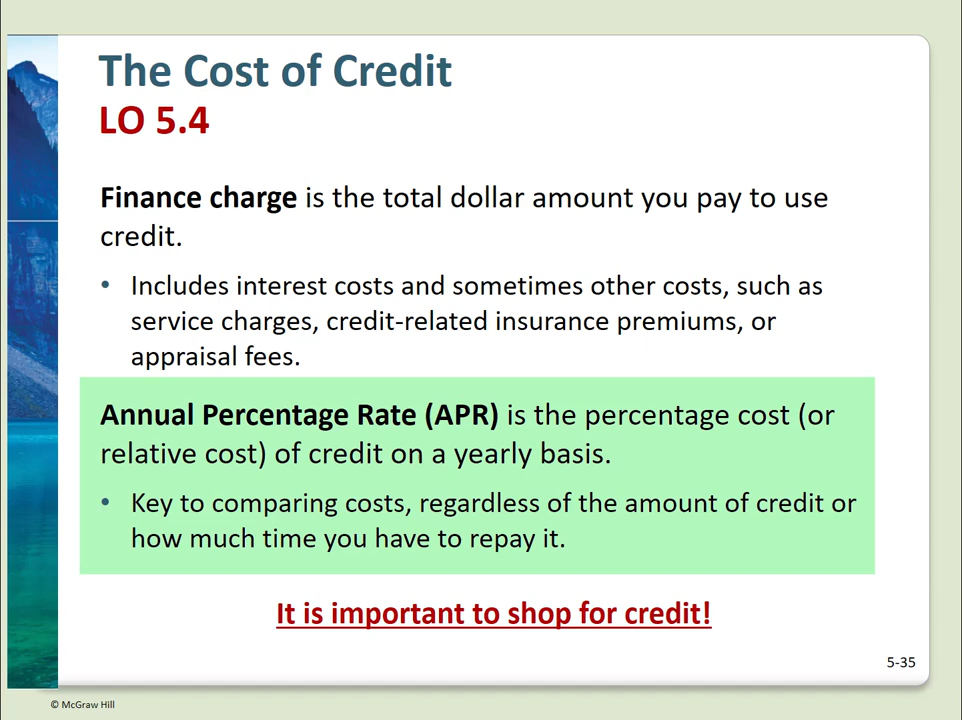 The Cost of Credit
LO 5.4
Finance charge is the total dollar amount you pay to use
credit.
• Includes interest costs and sometimes other costs, such as
service charges, credit-related insurance premiums, or
appraisal fees.
Annual Percentage Rate (APR) is the percentage cost (or
relative cost) of credit on a yearly basis.
• Key to comparing costs, regardless of the amount of credit or
how much time you have to repay it.
It is important to shop for credit!
5-35
© McGraw Hill